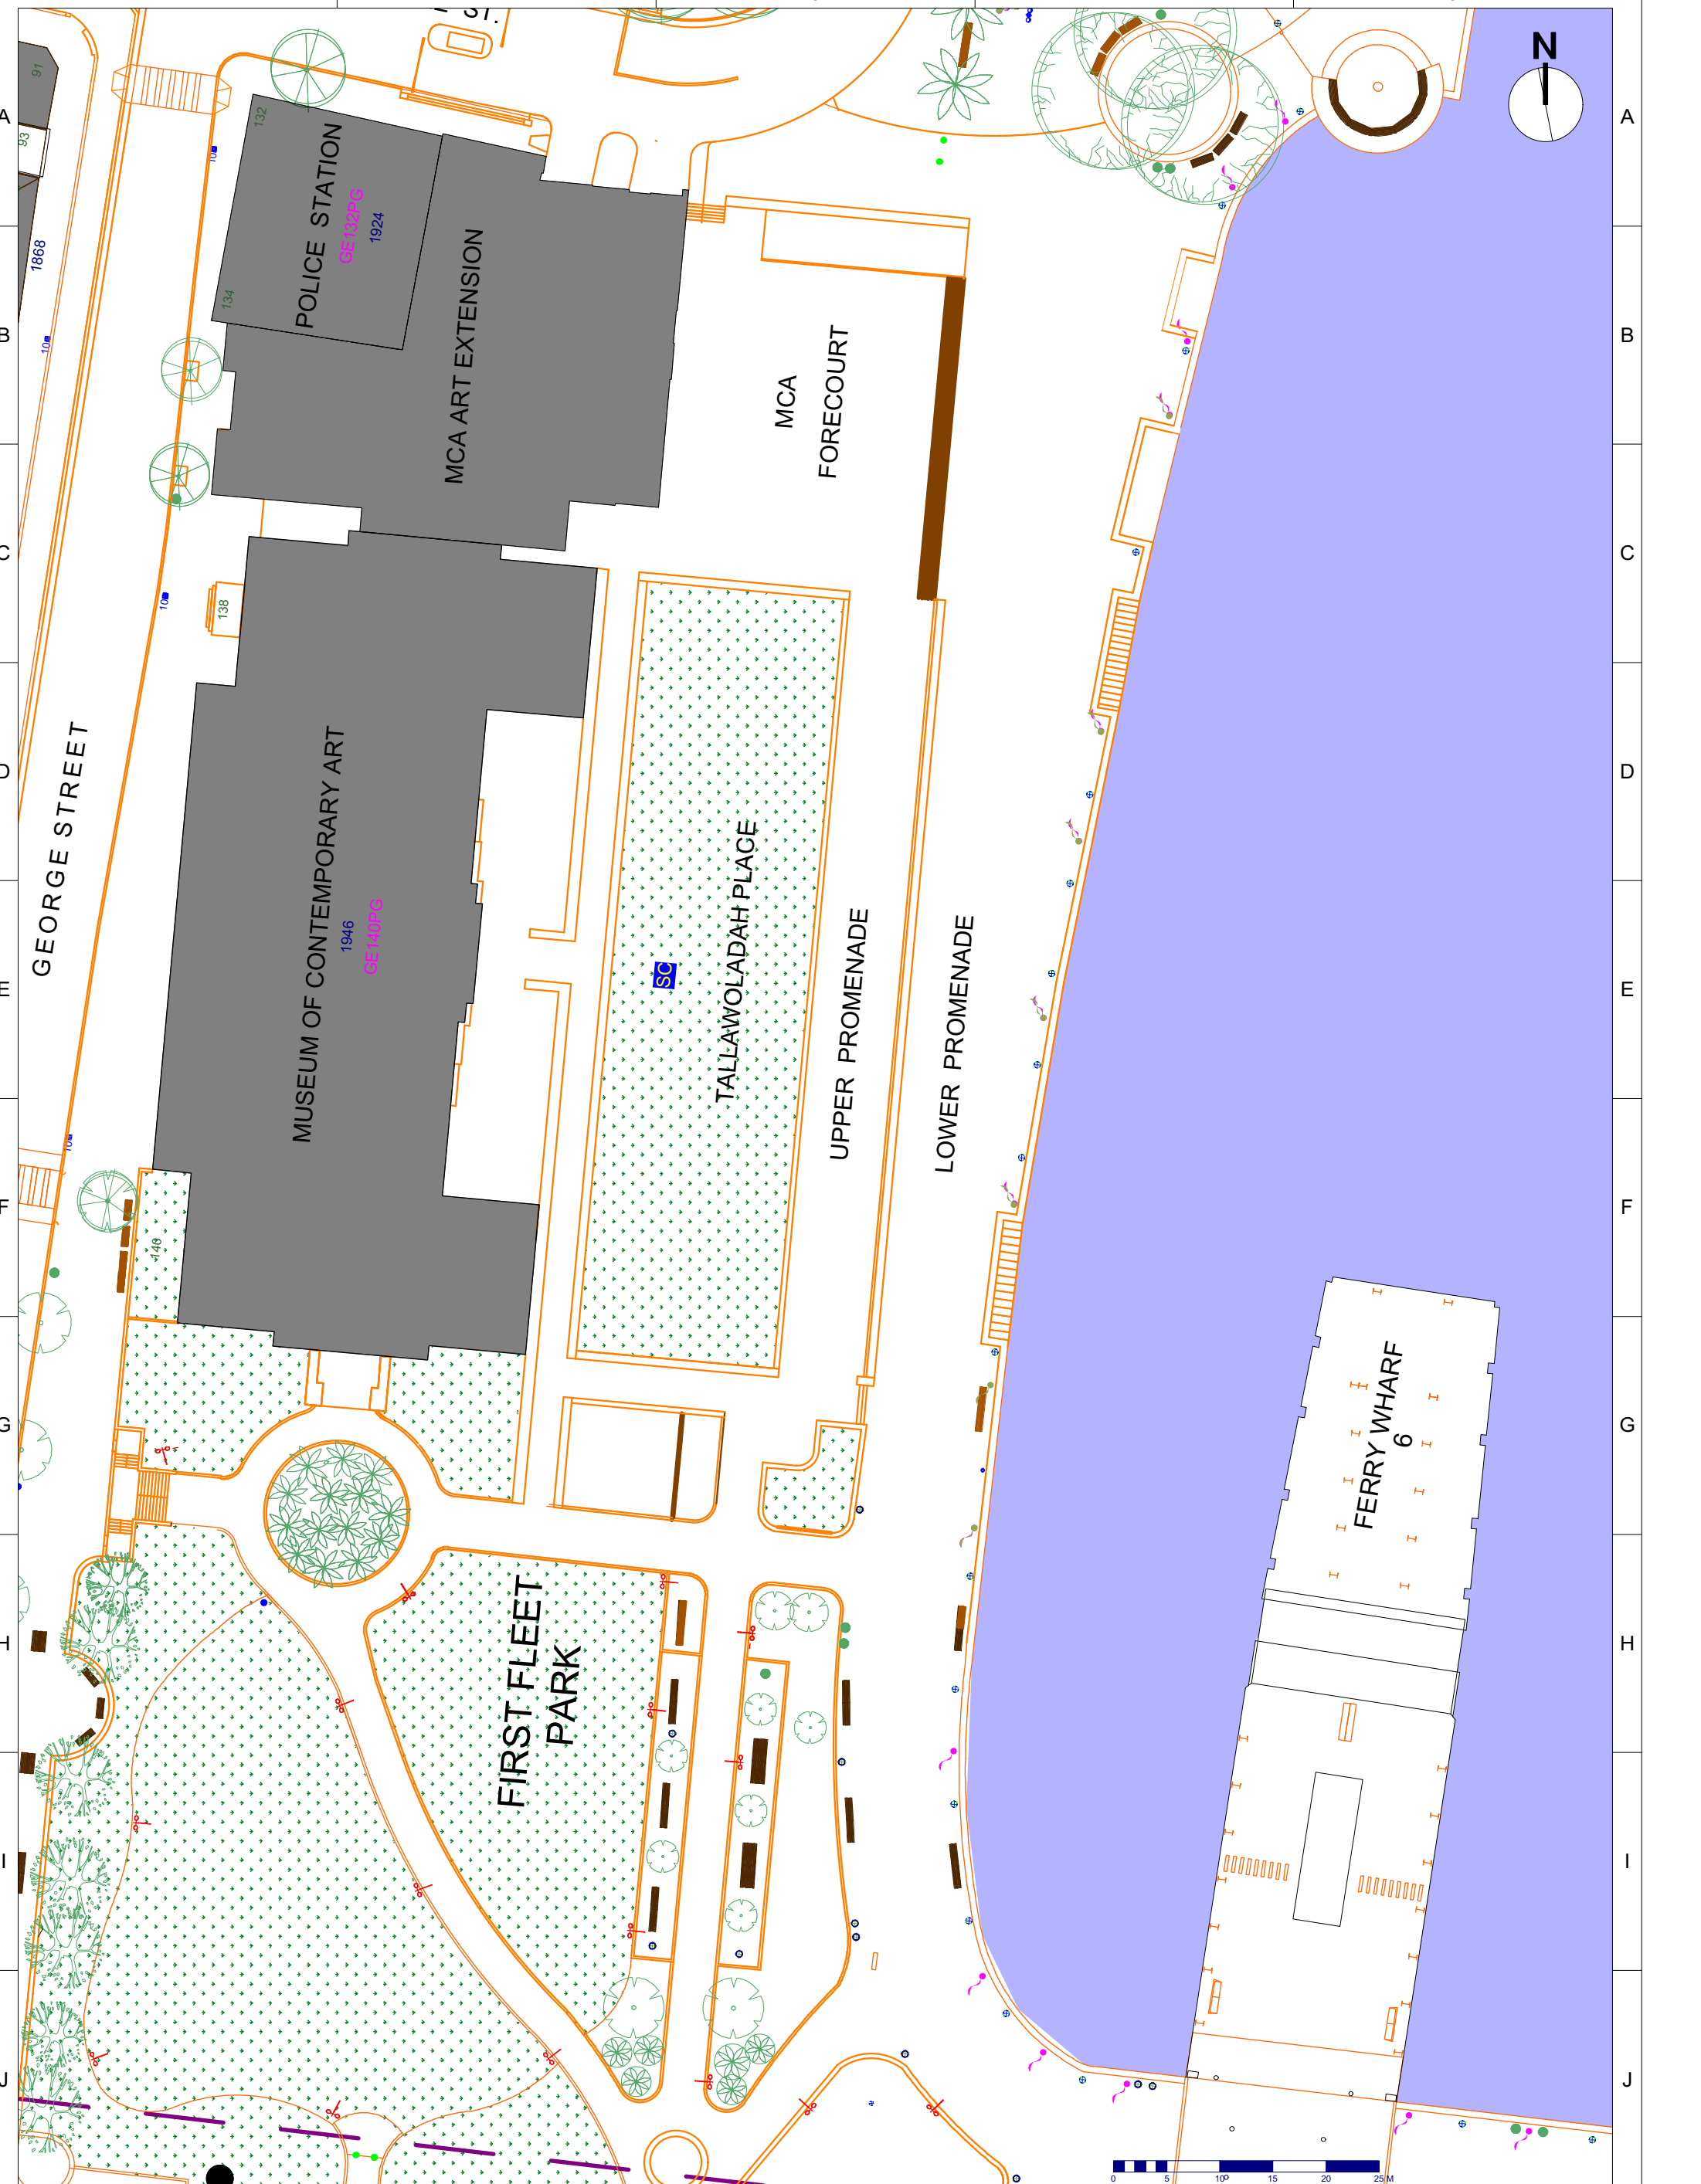 ST.
N
A
A
91
93
132
POLICE STATION
GE132PG
1924
134
1868
MCA ART EXTENSION
MCA
FORECOURT
B
B
C
C
138
D
D
GEORGE STREET
MUSEUM OF CONTEMPORARY ART
1946
GE140PG
TALLAWOLADAH PLACE
SC
UPPER PROMENADE
LOWER PROMENADE
E
E
F
F
140
G
G
FERRY WHARF
6
H
H
FIRST FLEET
PARK
I
I
J
J
0 5 10 15 20 25 M